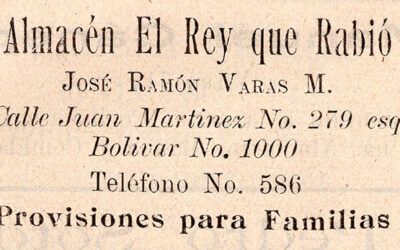 Almacén El Rey que Rabió
José Ramón Varas M.
Calle Juan Martinez No. 279 esq
Bolivar No. 1000
Teléfono No. 586
Provisiones para Familias